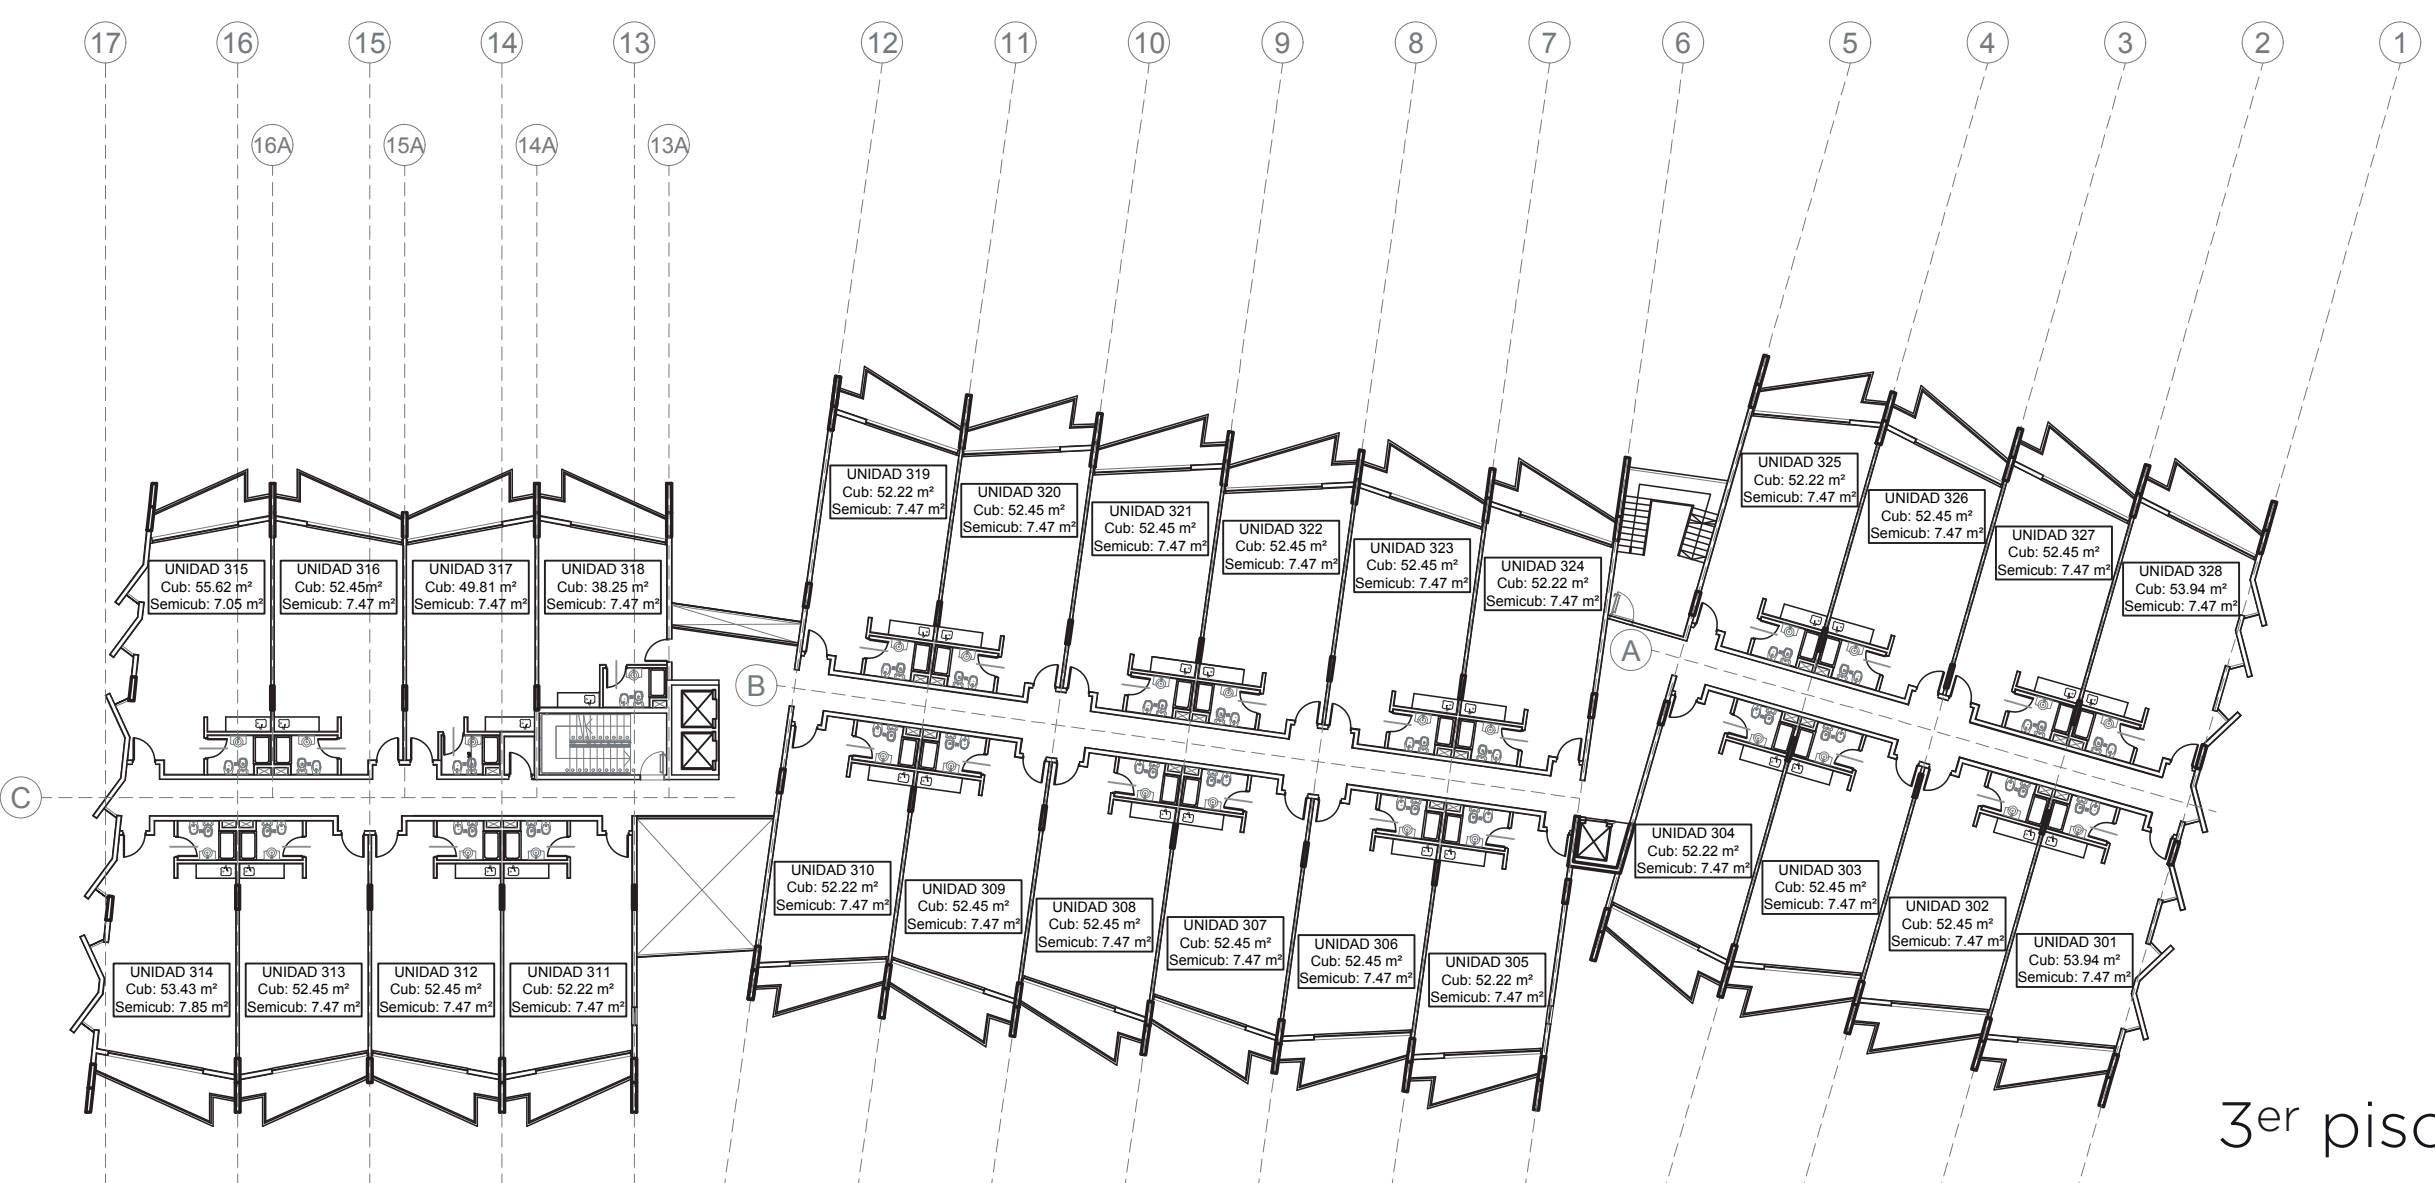 17
16
15
14
13
12
11
10
9
8
7
6
5
4
3
2
1
16A
15A
14A
13A
UNIDAD 325
Cub: 52.22 m²
Semicub: 7.47 m²
UNIDAD 319
Cub: 52.22 m²
Semicub: 7.47 m²
UNIDAD 320
Cub: 52.45 m²
Semicub: 7.47 m²
UNIDAD 321
Cub: 52.45 m²
Semicub: 7.47 m²
UNIDAD 322
Cub: 52.45 m²
Semicub: 7.47 m²
UNIDAD 323
Cub: 52.45 m²
Semicub: 7.47 m²
UNIDAD 324
Cub: 52.22 m²
Semicub: 7.47 m²
UNIDAD 326
Cub: 52.45 m²
Semicub: 7.47 m²
UNIDAD 327
Cub: 52.45 m²
Semicub: 7.47 m²
UNIDAD 328
Cub: 53.94 m²
Semicub: 7.47 m²
UNIDAD 315
Cub: 55.62 m²
Semicub: 7.05 m²
UNIDAD 316
Cub: 52.45m²
Semicub: 7.47 m²
UNIDAD 317
Cub: 49.81 m²
Semicub: 7.47 m²
UNIDAD 318
Cub: 38.25 m²
Semicub: 7.47 m²
A
B
C
UNIDAD 314
Cub: 53.43 m²
Semicub: 7.85 m²
UNIDAD 313
Cub: 52.45 m²
Semicub: 7.47 m²
UNIDAD 312
Cub: 52.45 m²
Semicub: 7.47 m²
UNIDAD 311
Cub: 52.22 m²
Semicub: 7.47 m²
UNIDAD 310
Cub: 52.22 m²
Semicub: 7.47 m²
UNIDAD 309
Cub: 52.45 m²
Semicub: 7.47 m²
UNIDAD 308
Cub: 52.45 m²
Semicub: 7.47 m²
UNIDAD 307
Cub: 52.45 m²
Semicub: 7.47 m²
UNIDAD 306
Cub: 52.45 m²
Semicub: 7.47 m²
UNIDAD 305
Cub: 52.22 m²
Semicub: 7.47 m²
UNIDAD 304
Cub: 52.22 m²
Semicub: 7.47 m²
UNIDAD 303
Cub: 52.45 m²
Semicub: 7.47 m²
UNIDAD 302
Cub: 52.45 m²
Semicub: 7.47 m²
UNIDAD 301
Cub: 53.94 m²
Semicub: 7.47 m²
3er piso